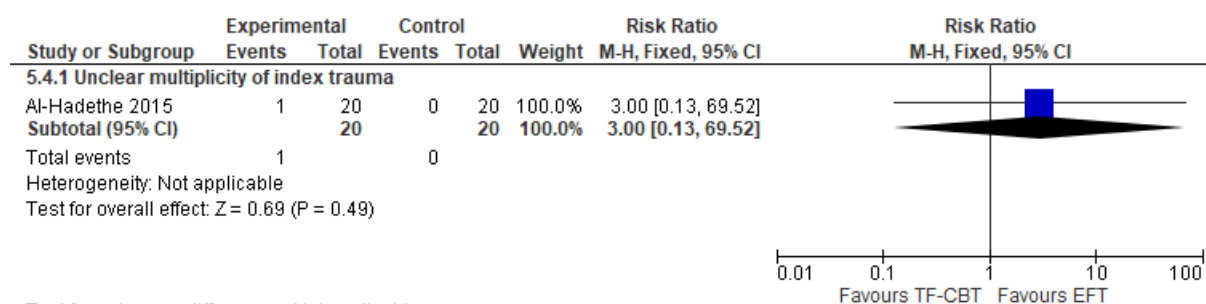 Experimental Control Risk Ratio Risk Ratio
Study or Subgroup Events Total Events Total Weight M-H, Fixed, 95% CI M-H, Fixed, 95% CI
5.4.1 Unclear multiplicity of index trauma
Al-Hadethe 2015 1 20 0 20 100.0% 3.00 [0.13, 69.52]
Subtotal (95% CI) 20 20 100.0% 3.00 [0.13, 69.52]
Total events 1 0
Heterogeneity: Not applicable
Test for overall effect: Z = 0.69 (P = 0.49)
0.01 0.1 1 10 100
Favours TF-CBT Favours EFT